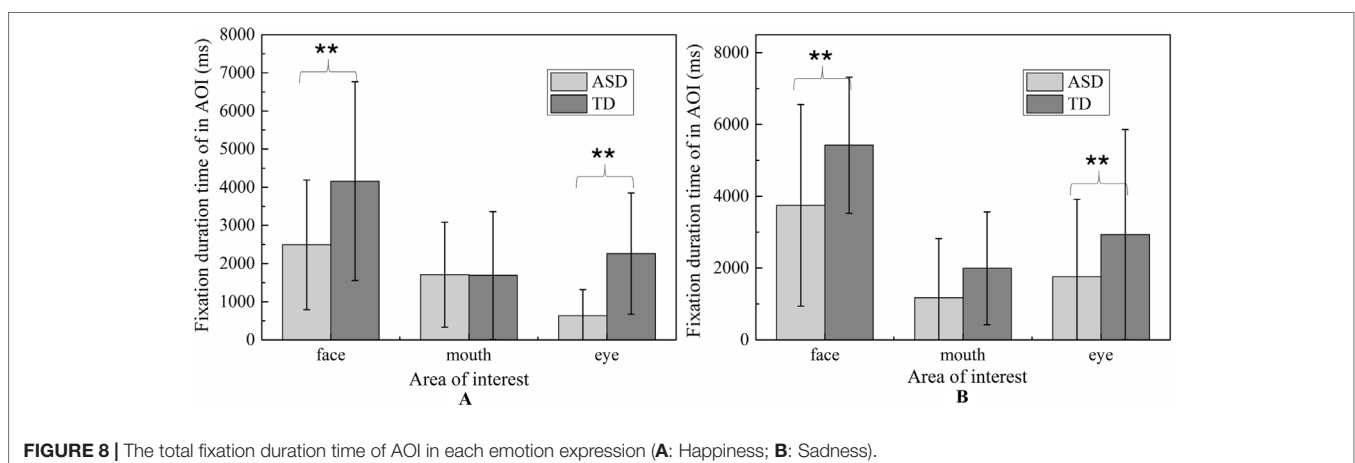 8000
7000
6000
5000
4000
3000
2000
1000
0
Fixation duration time of in AOI (ms)
**
**
ASD
TD
face mouth eye
Area of interest
A
8000
6000
4000
2000
0
Fixation duration time of in AOI (ms)
**
**
ASD
TD
face mouth eye
Area of interest
B
FIGURE 8 | The total fixation duration time of AOI in each emotion expression (A: Happiness; B: Sadness).